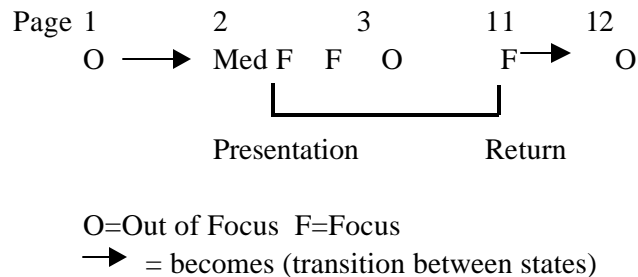 Page 1 2 3 11 12
O Med F F O F O
Presentation Return
O=Out of Focus F=Focus
= becomes (transition between states)